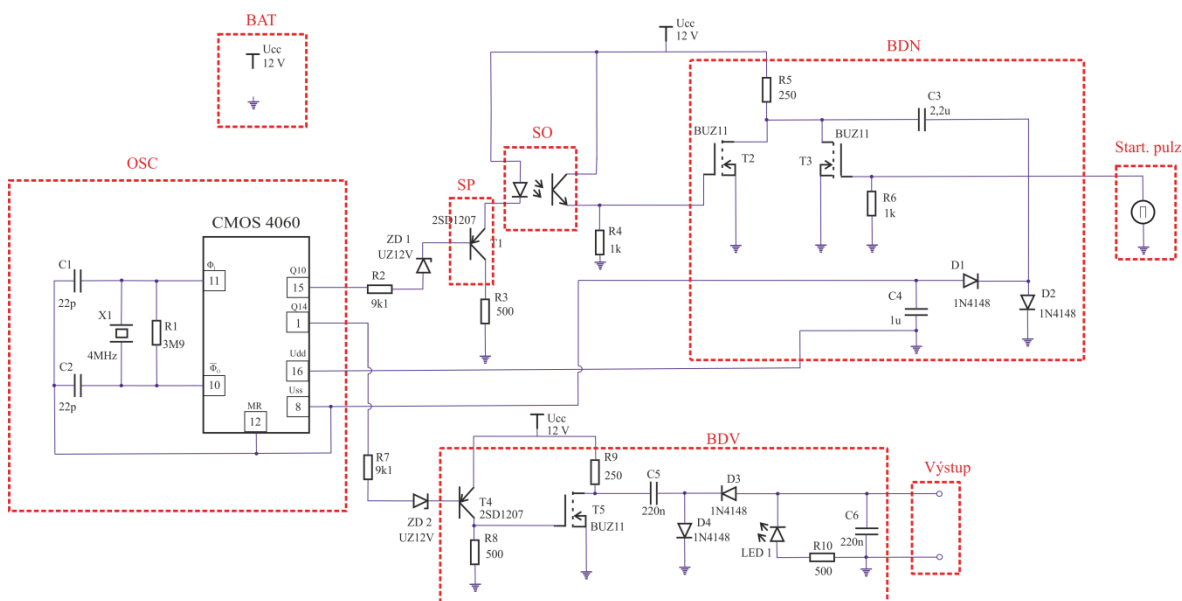 BAT
Ucc
12 V
OSC
CMOS 4060
C1
22p
X1
4MHz
R1
3M9
C2
22p
Φ₁
11
Φ̅₀
10
MR
12
Q10
15
Q14
1
Udd
16
Uss
8
R2
9k1
ZD 1
UZ12V
SP
2SD1207
T1
R3
500
SO
R4
1k
Ucc
12 V
BDN
R5
250
BUZ11
T2
BUZ11
T3
C3
2,2u
R6
1k
D1
1N4148
C4
1u
D2
1N4148
Start. pulz
R7
9k1
ZD 2
UZ12V
BDV
Ucc
12 V
T4
2SD1207
R8
500
R9
250
T5
BUZ11
C5
220n
D4
1N4148
D3
1N4148
LED 1
R10
500
C6
220n
Výstup